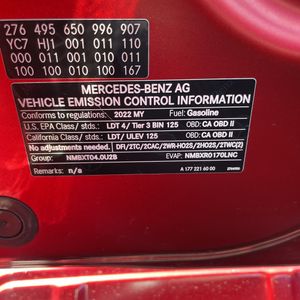 276 495 650 996 907
YC7 HJ1 001 011 110
000 011 001 010 011
100 100 010 100 167
MERCEDES-BENZ AG
VEHICLE EMISSION CONTROL INFORMATION
Conforms to regulations: 2022 MY Fuel: Gasoline
U.S. EPA Class/ stds.: LDT 4/ Tier 3 BIN 125 OBD: CA OBD II
California Class/ stds.: LDT/ ULEV 125 OBD: CA OBD II
No adjustments needed. DFI/2TC/2CAC/2WR-HO2S/2HO2S/2TWC(2)
Group: NMBXT04.0U2B EVAP: NMBXR0170LNC
Remarks: n/a
A 177 221 60 00